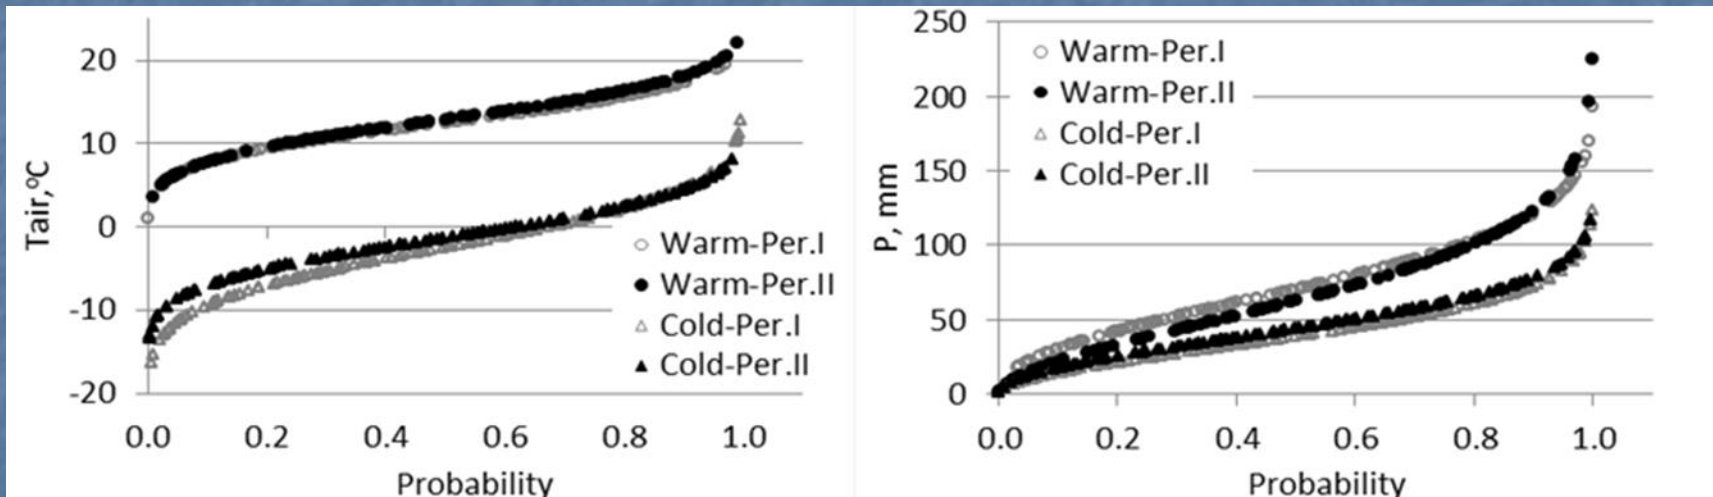 20
10
0
-10
-20
0.0 0.2 0.4 0.6 0.8 1.0
Tair,ºC
Probability
Warm-Per.I
Warm-Per.II
Cold-Per.I
Cold-Per.II
250
200
150
100
50
0
0.0 0.2 0.4 0.6 0.8 1.0
P, mm
Probability
Warm-Per.I
Warm-Per.II
Cold-Per.I
Cold-Per.II